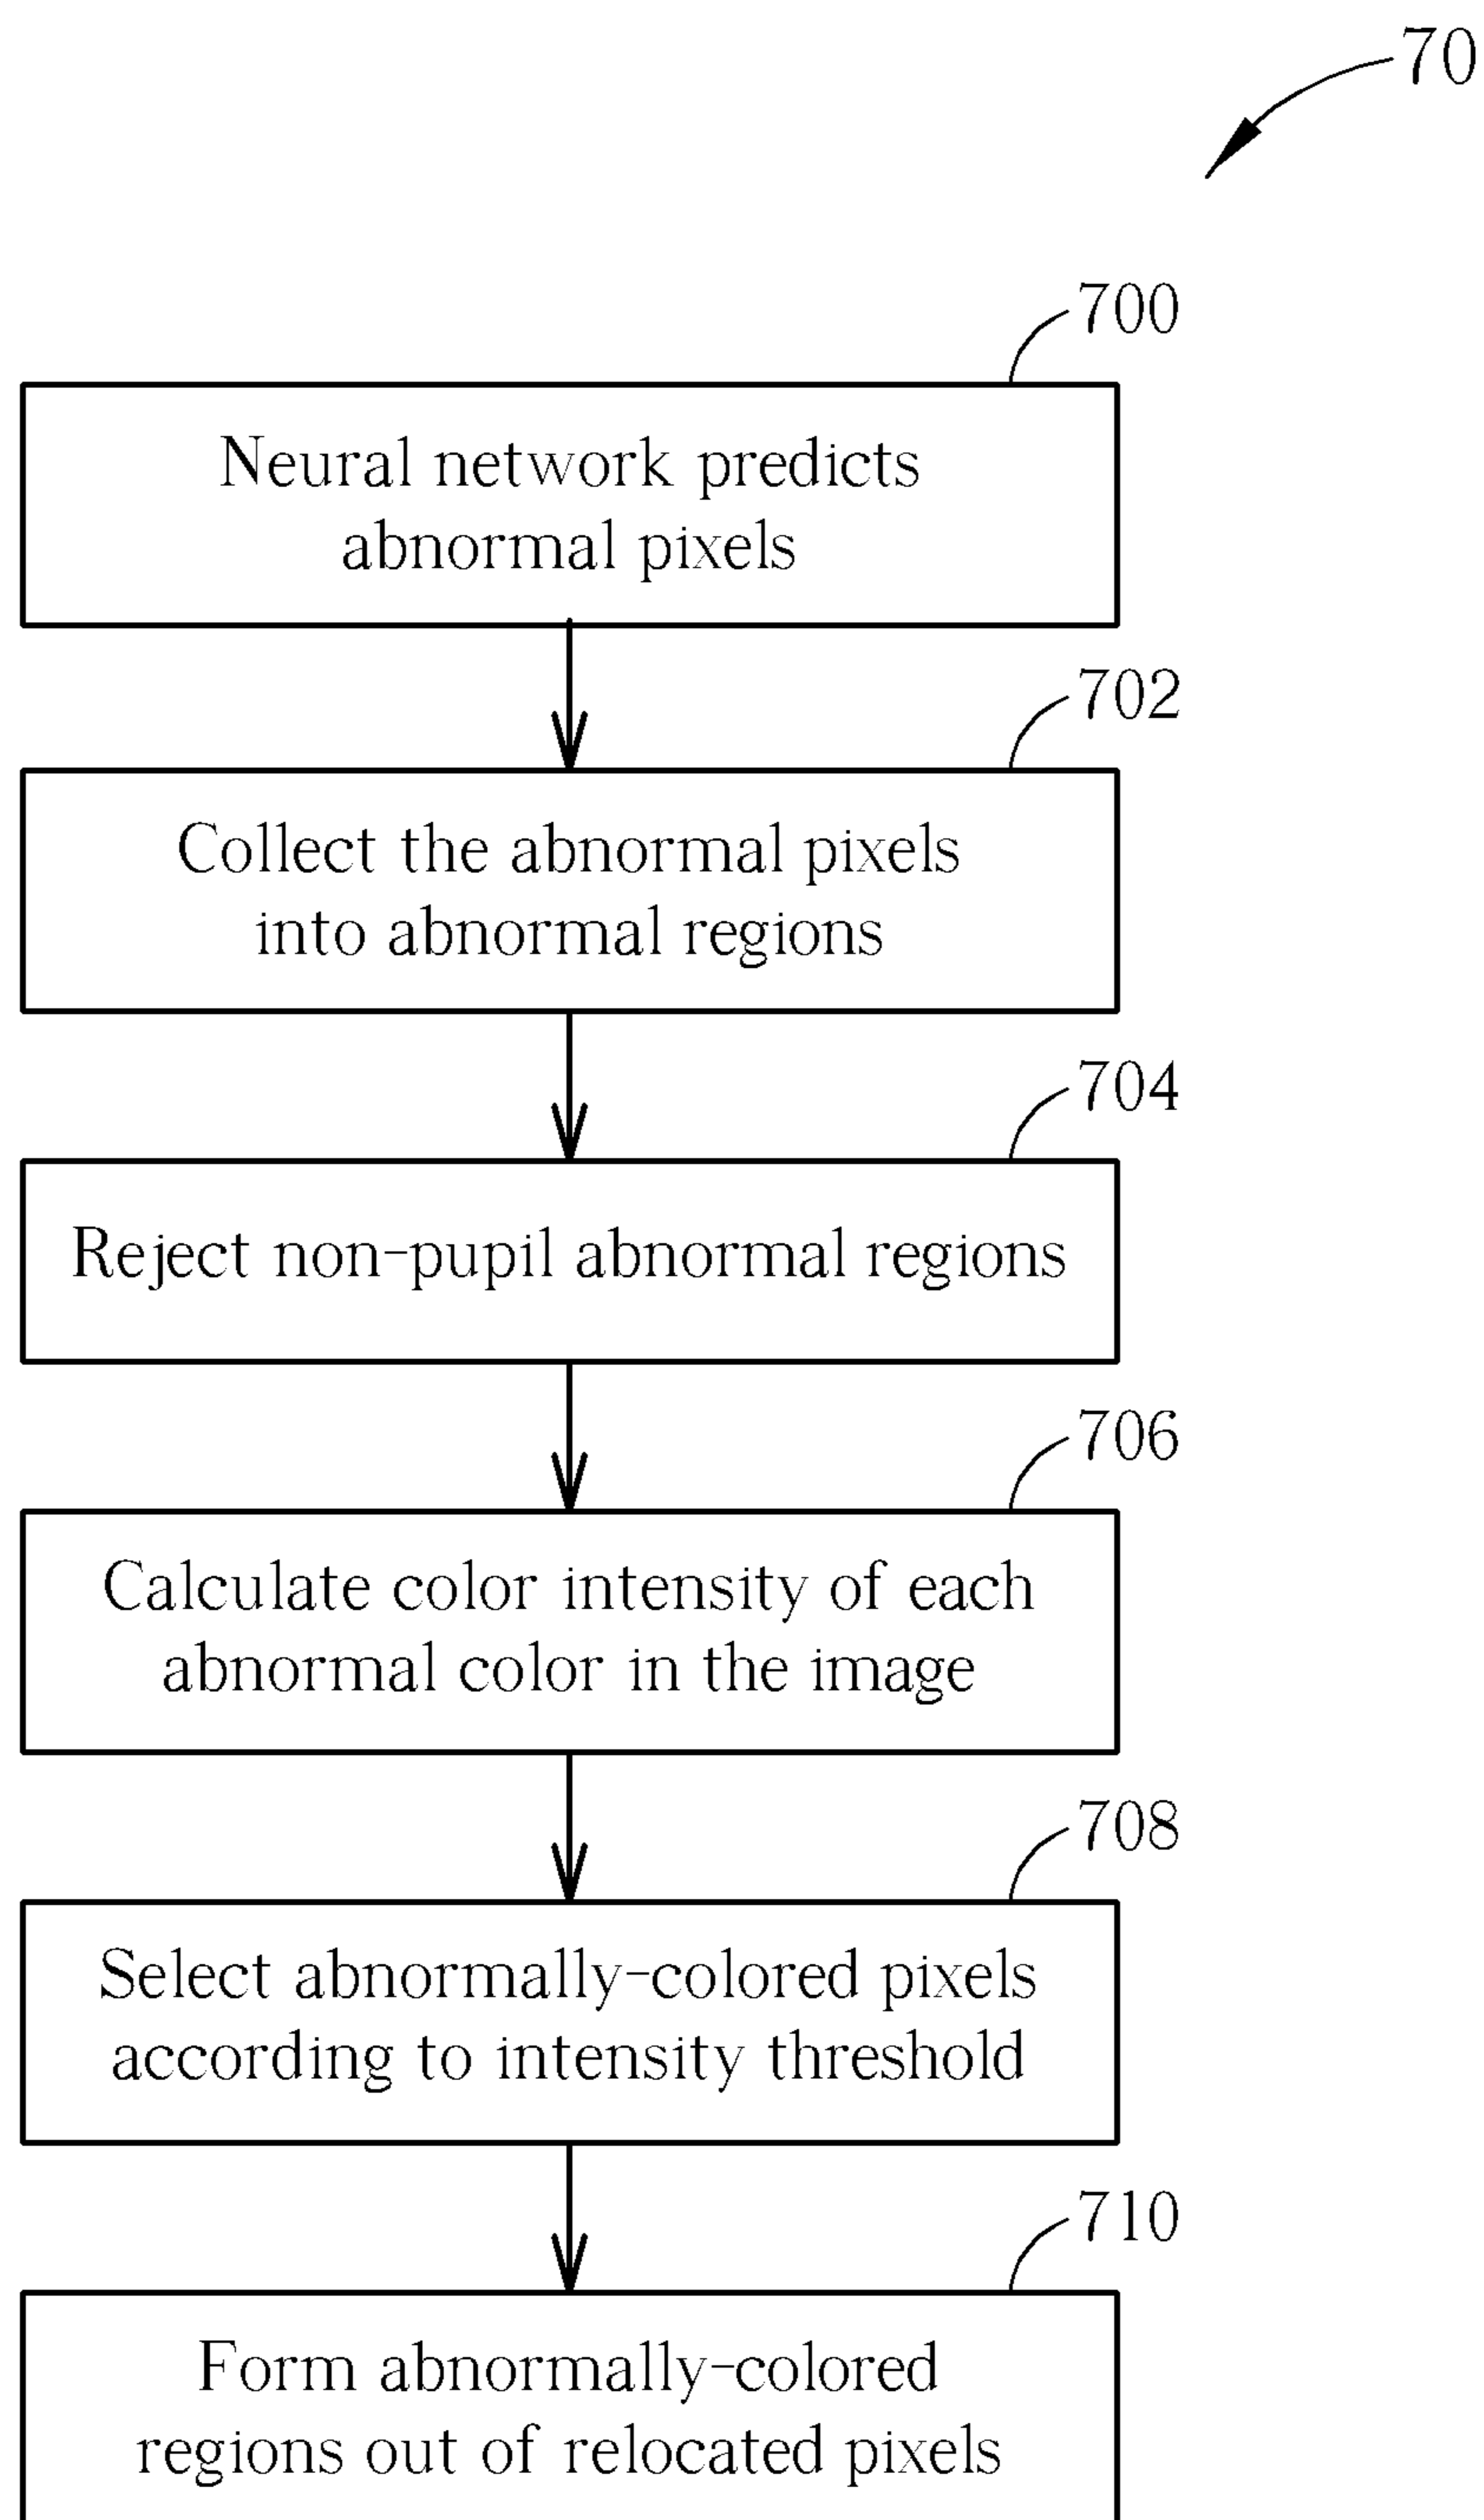 70
700
Neural network predicts
abnormal pixels
702
Collect the abnormal pixels
into abnormal regions
704
Reject non-pupil abnormal regions
706
Calculate color intensity of each
abnormal color in the image
708
Select abnormally-colored pixels
according to intensity threshold
710
Form abnormally-colored
regions out of relocated pixels